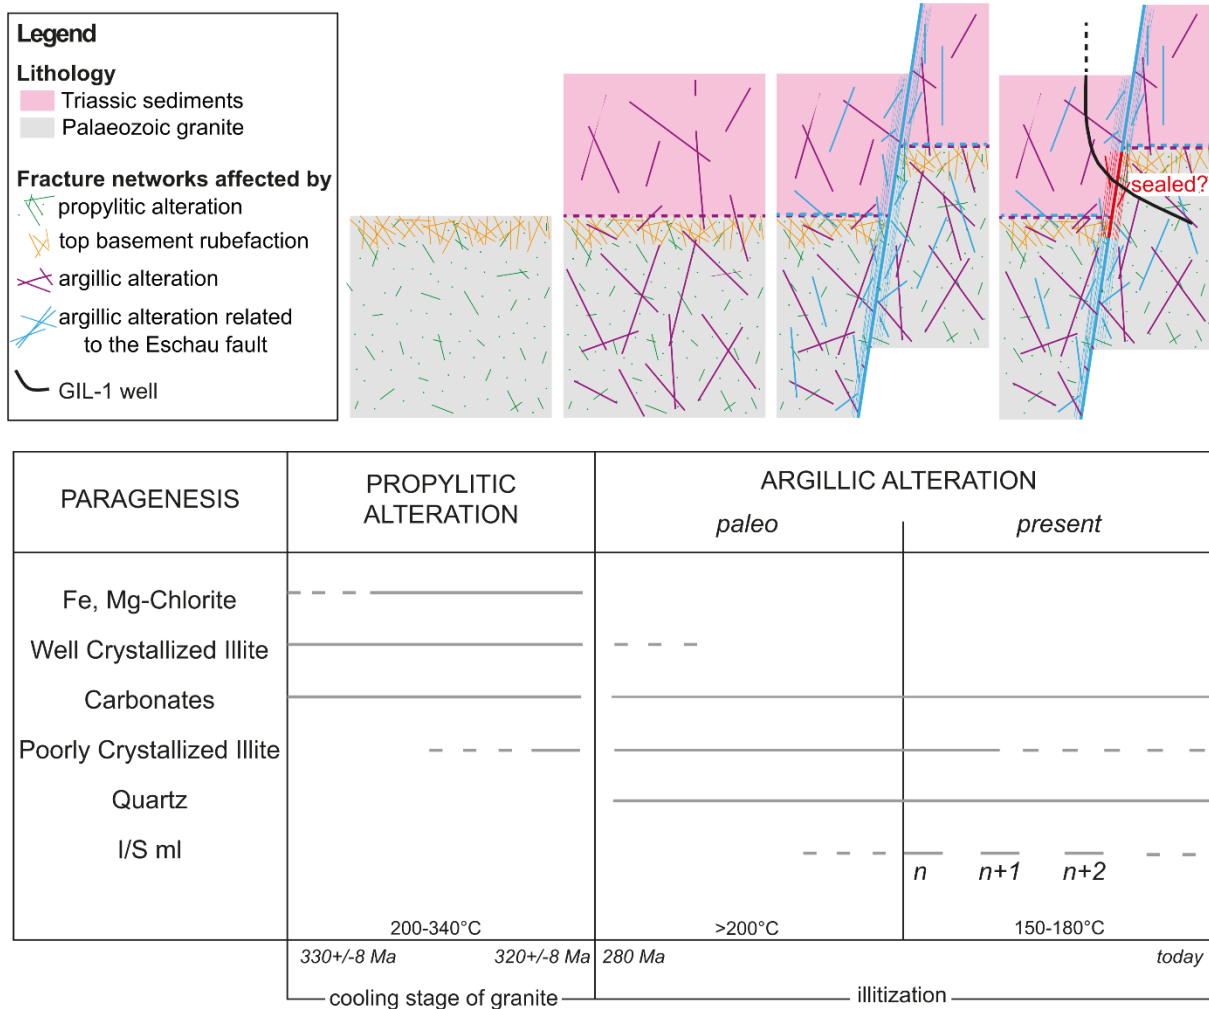 Legend
Lithology
Triassic sediments
Palaeozoic granite
Fracture networks affected by
propylitic alteration
top basement rubefaction
argillic alteration
argillic alteration related
to the Eschau fault
GIL-1 well
sealed?
PARAGENESIS
PROPYLITIC
ALTERATION
ARGILLIC ALTERATION
paleo
present
Fe, Mg-Chlorite
Well Crystallized Illite
Carbonates
Poorly Crystallized Illite
Quartz
I/S ml
n
n+1
n+2
200-340°C
>200°C
150-180°C
330+/-8 Ma
320+/-8 Ma
280 Ma
today
cooling stage of granite
illitization